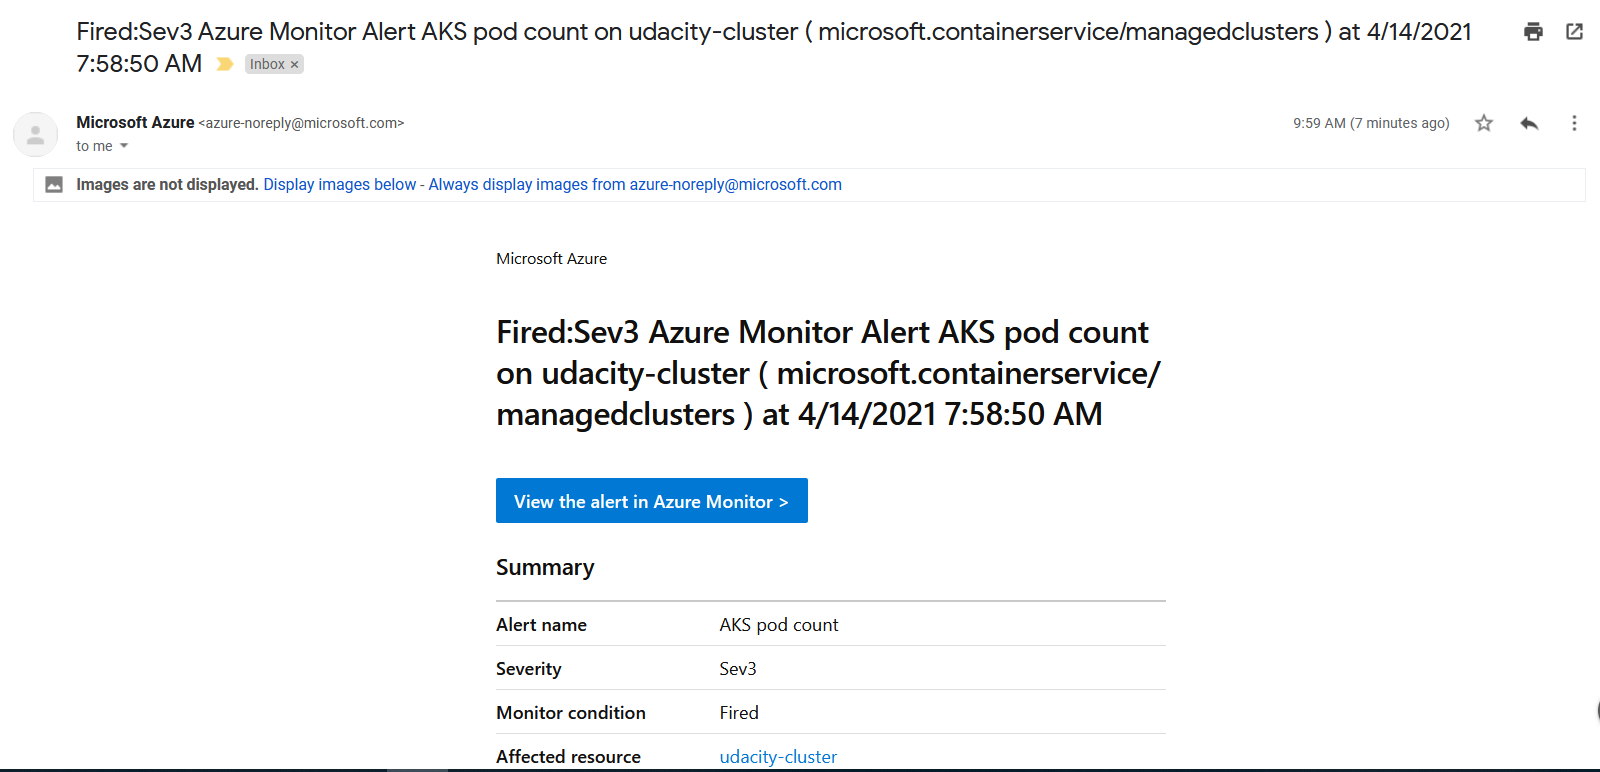 Fired:Sev3 Azure Monitor Alert AKS pod count on udacity-cluster ( microsoft.containerservice/managedclusters ) at 4/14/2021
7:58:50 AM Inbox ×
Microsoft Azure <azure-noreply@microsoft.com> 9:59 AM (7 minutes ago)
to me
Images are not displayed. Display images below - Always display images from azure-noreply@microsoft.com
Microsoft Azure
Fired:Sev3 Azure Monitor Alert AKS pod count
on udacity-cluster ( microsoft.containerservice/
managedclusters ) at 4/14/2021 7:58:50 AM
View the alert in Azure Monitor >
Summary
Alert name AKS pod count
Severity Sev3
Monitor condition Fired
Affected resource udacity-cluster